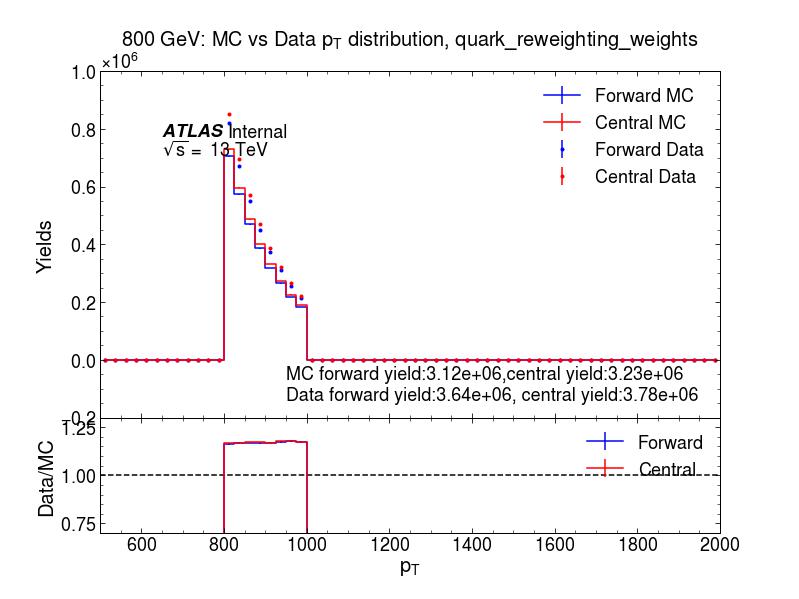 800 GeV: MC vs Data pT distribution, quark_reweighting_weights
×10⁶
1.0
0.8
0.6
0.4
0.2
0.0
0.2
Yields
ATLAS Internal
√s = 13 TeV
Forward MC
Central MC
Forward Data
Central Data
MC forward yield:3.12e+06,central yield:3.23e+06
Data forward yield:3.64e+06, central yield:3.78e+06
1.25
1.00
0.75
Data/MC
Forward
Central
600 800 1000 1200 1400 1600 1800 2000
pT